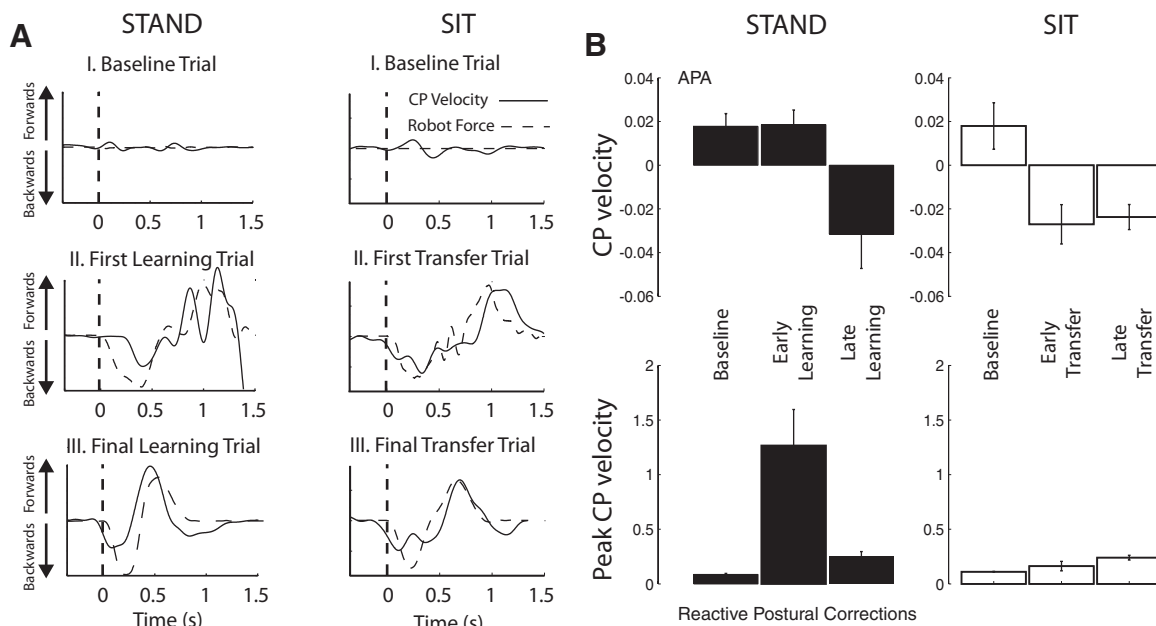 A
STAND
SIT
I. Baseline Trial
I. Baseline Trial
CP Velocity
Robot Force
Forwards
Backwards
0 0.5 1 1.5
0 0.5 1 1.5
II. First Learning Trial
II. First Transfer Trial
Forwards
Backwards
0 0.5 1 1.5
0 0.5 1 1.5
III. Final Learning Trial
III. Final Transfer Trial
Forwards
Backwards
0 0.5 1 1.5
0 0.5 1 1.5
Time (s)
Time (s)
B
STAND
SIT
APA
CP velocity
0.04
0.02
0
-0.02
-0.04
-0.06
0.04
0.02
0
-0.02
-0.04
-0.06
Baseline
Early Learning
Late Learning
Baseline
Early Transfer
Late Transfer
Peak CP velocity
2
1.5
1
0.5
0
2
1.5
1
0.5
0
Reactive Postural Corrections